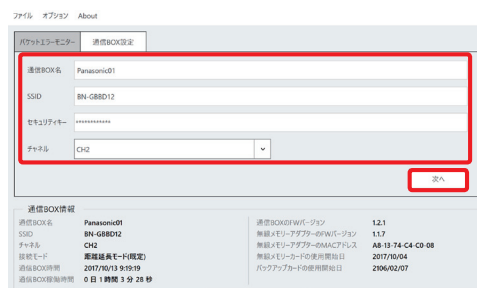 ファイル オプション About
パケットエラーモニター 通信BOX設定
通信BOX名 Panasonic01
SSID BN-GBBD12
セキュリティキー ************
チャネル CH2
次へ
通信BOX情報
通信BOX名 Panasonic01
SSID BN-GBBD12
チャネル CH2
接続モード 距離延長モード(既定)
通信BOX時間 2017/10/13 9:19:19
通信BOX稼働時間 0 日 1 時間 3 分 28 秒
通信BOXのFWバージョン 1.2.1
無線メモリーアダプターのFWバージョン 1.1.7
無線メモリーアダプターのMACアドレス A8-13-74-C4-C0-08
無線メモリーカードの使用開始日 2017/10/04
バックアップカードの使用開始日 2106/02/07